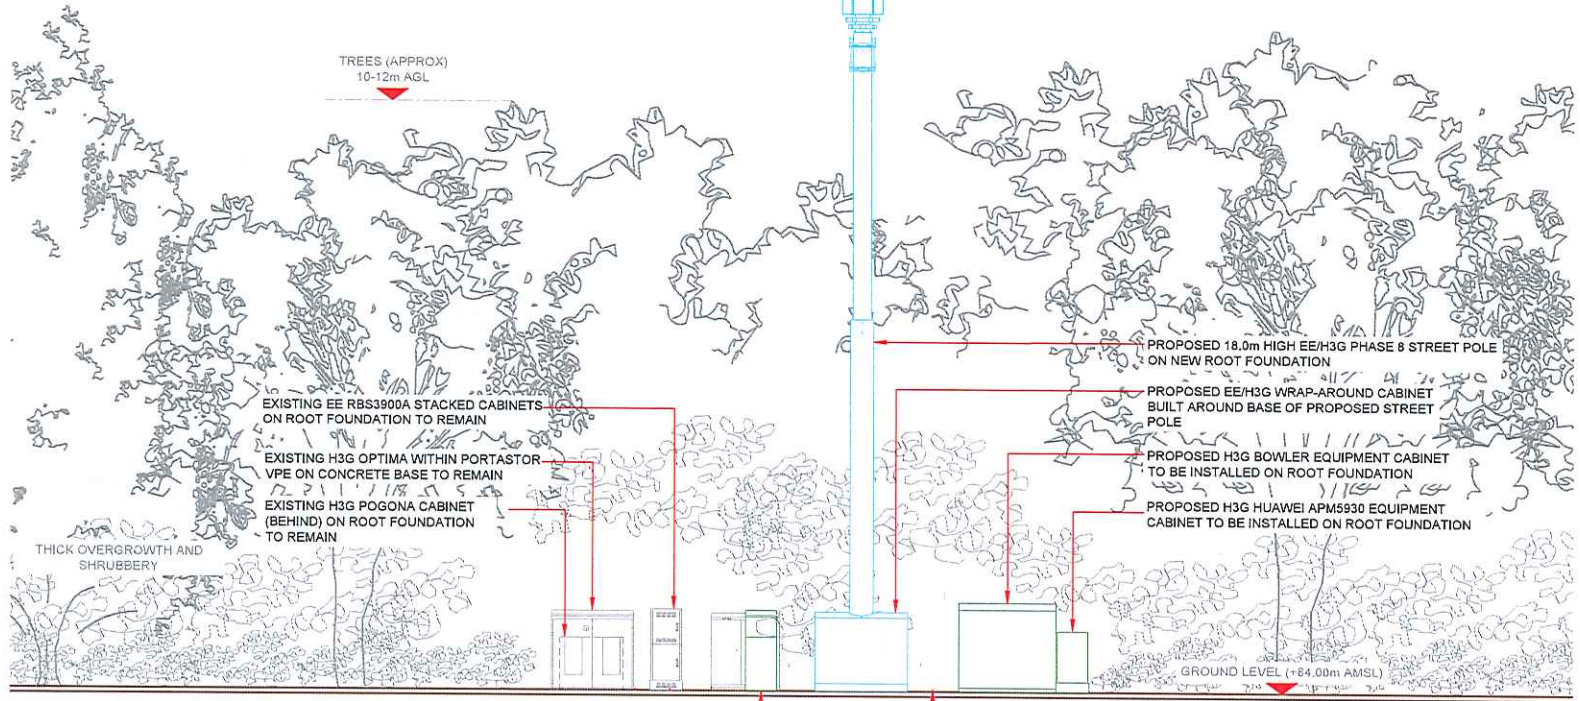 TREES (APPROX)
10-12m AGL
PROPOSED 18.0m HIGH EE/H3G PHASE 8 STREET POLE
ON NEW ROOT FOUNDATION
EXISTING EE RBS3900A STACKED CABINETS
ON ROOT FOUNDATION TO REMAIN
PROPOSED EE/H3G WRAP-AROUND CABINET
BUILT AROUND BASE OF PROPOSED STREET
POLE
EXISTING H3G OPTIMA WITHIN PORTASTOR
VPE ON CONCRETE BASE TO REMAIN
PROPOSED H3G BOWLER EQUIPMENT CABINET
TO BE INSTALLED ON ROOT FOUNDATION
EXISTING H3G POGONA CABINET
(BEHIND) ON ROOT FOUNDATION
TO REMAIN
PROPOSED H3G HUAWEI APM5930 EQUIPMENT
CABINET TO BE INSTALLED ON ROOT FOUNDATION
THICK OVERGROWTH AND
SHRUBBERY
GROUND LEVEL (+84.00m AMSL)